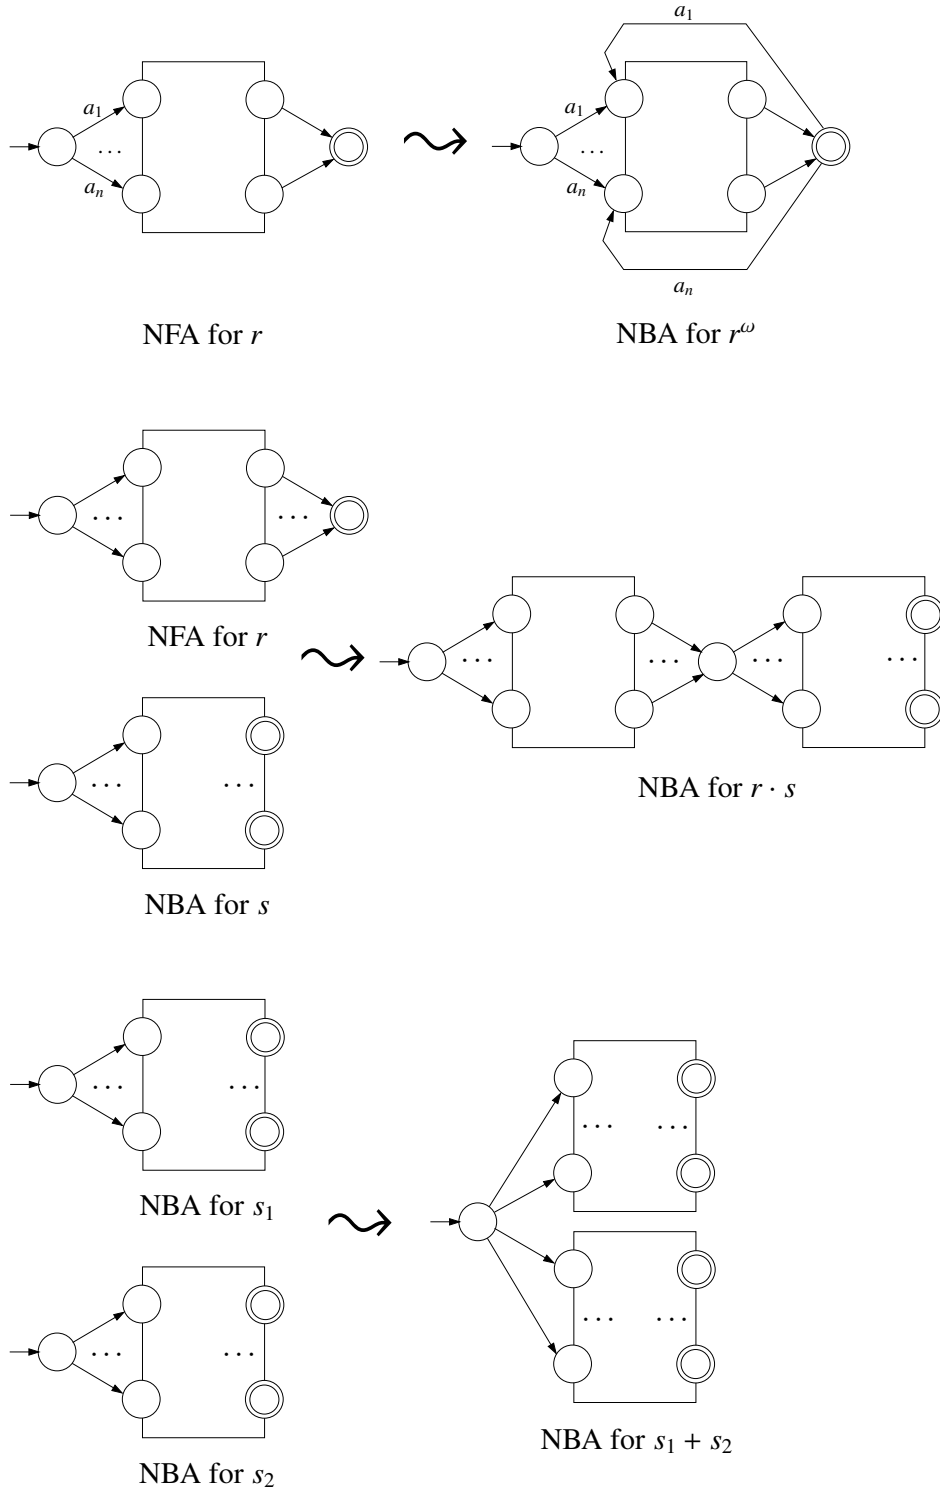 a₁
a₁
a₁
. . .
. . .
aₙ
aₙ
aₙ
NFA for r
NBA for r^ω
. . .
. . .
NFA for r
. . .
. . .
. . .
. . .
. . .
. . .
NBA for r · s
NBA for s
. . .
. . .
. . .
. . .
NBA for s₁
. . .
. . .
. . .
. . .
NBA for s₁ + s₂
NBA for s₂